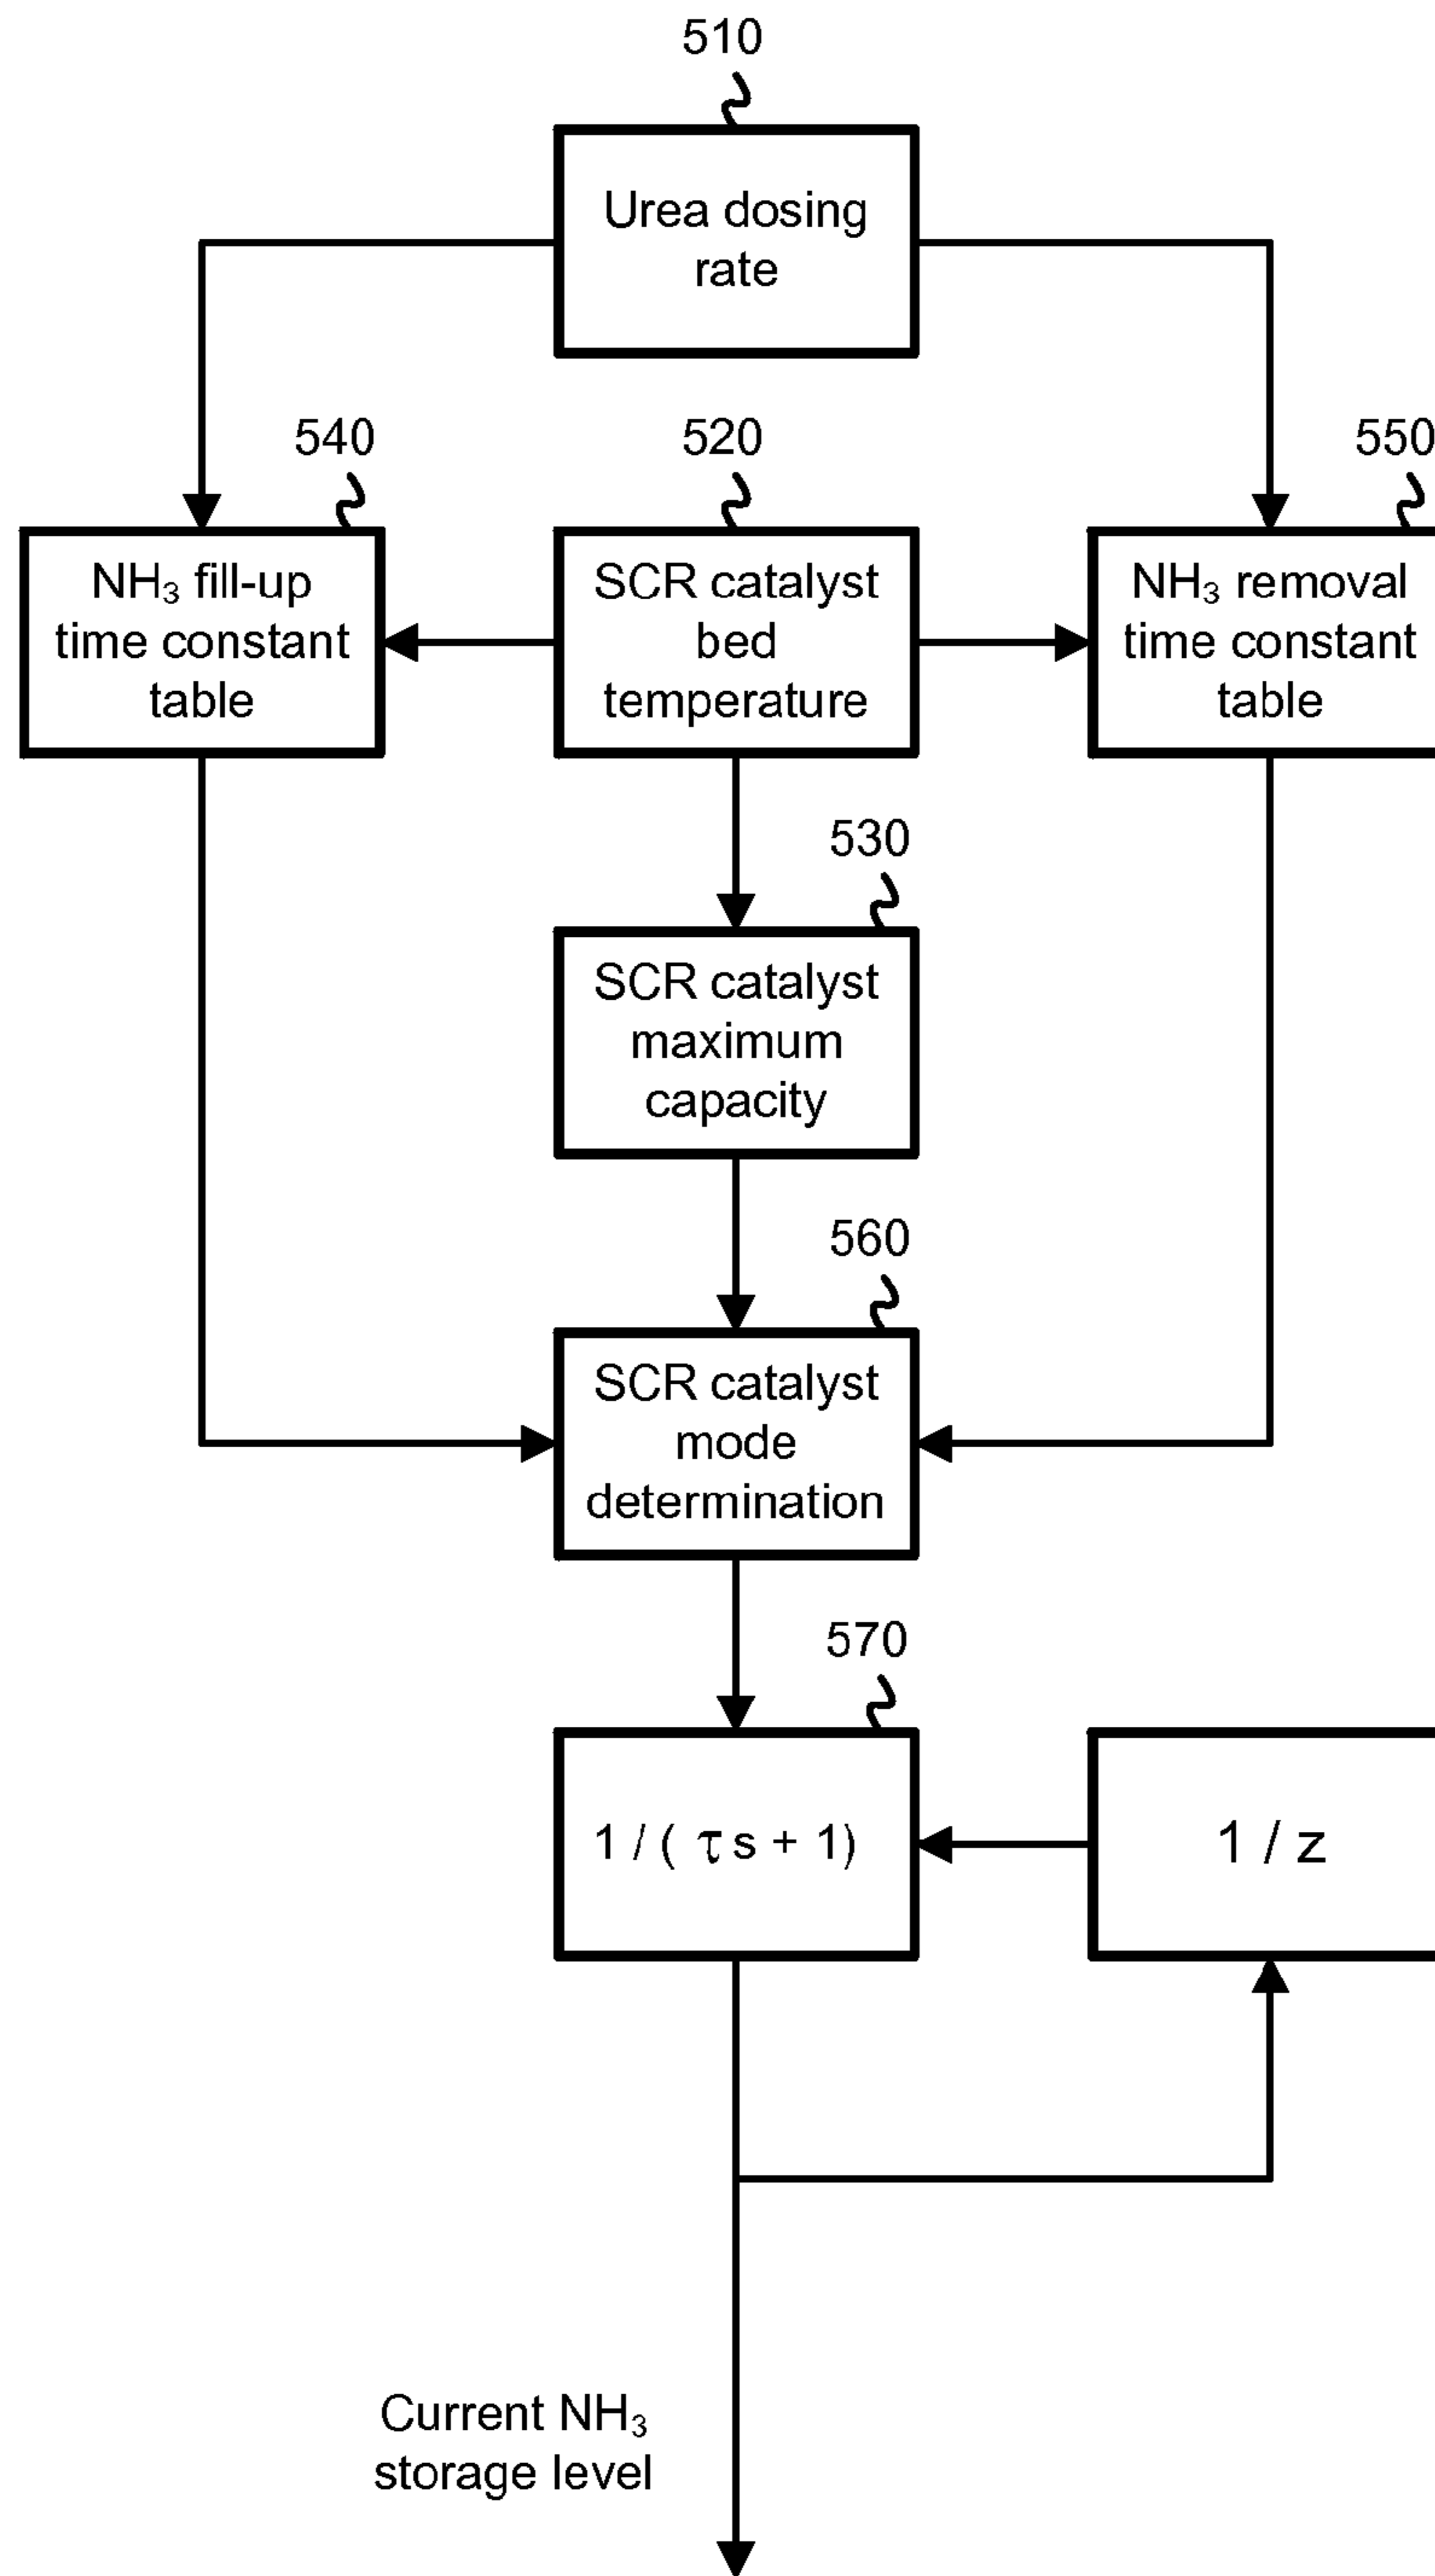 510
Urea dosing
rate
540
520
550
NH₃ fill-up
time constant
table
SCR catalyst
bed
temperature
NH₃ removal
time constant
table
530
SCR catalyst
maximum
capacity
560
SCR catalyst
mode
determination
570
1 / ( τ s + 1)
1 / z
Current NH₃
storage level